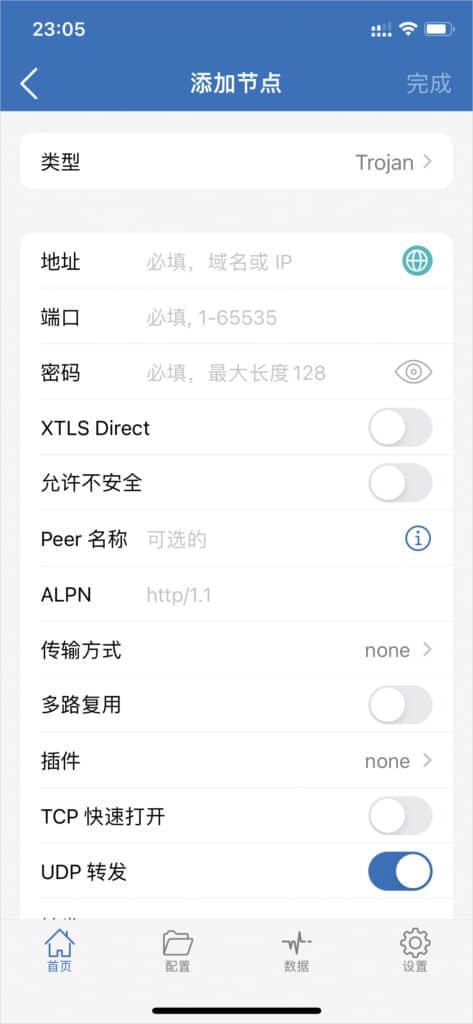 23:05
添加节点
完成
类型 Trojan
地址 必填，域名或 IP
端口 必填, 1-65535
密码 必填，最大长度128
XTLS Direct
允许不安全
Peer 名称 可选的
ALPN http/1.1
传输方式 none
多路复用
插件 none
TCP 快速打开
UDP 转发
首页 配置 数据 设置